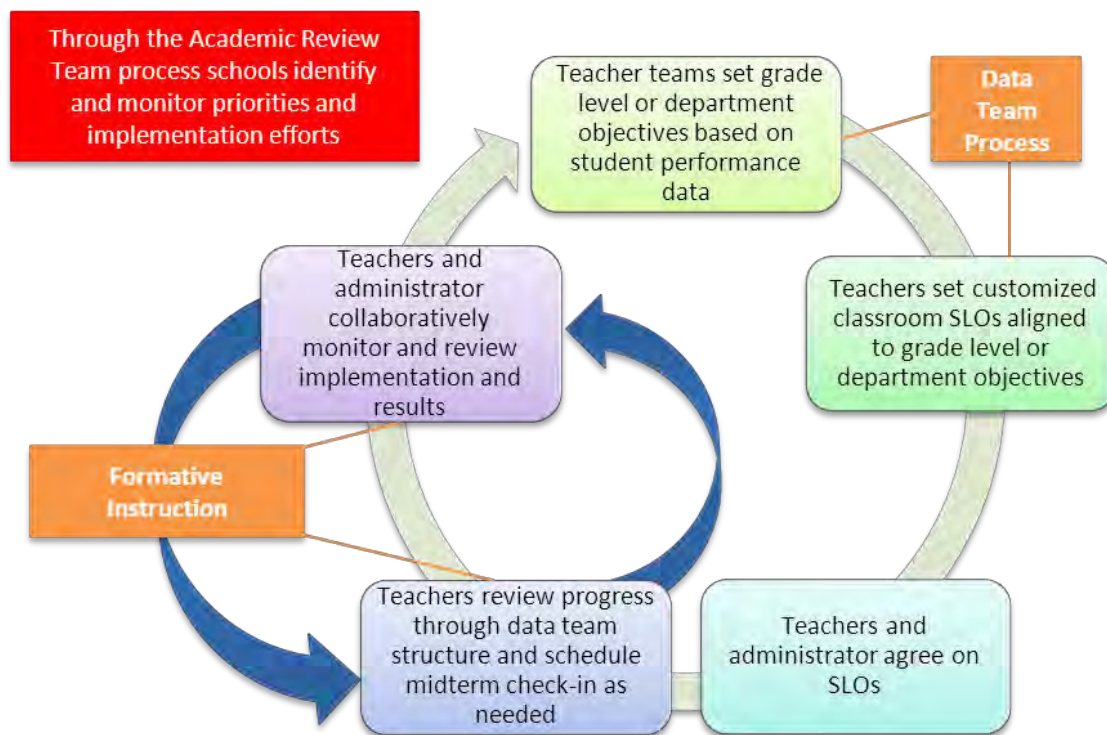 Through the Academic Review
Team process schools identify
and monitor priorities and
implementation efforts
Teacher teams set grade
level or department
objectives based on
student performance
data
Data
Team
Process
Teachers set customized
classroom SLOs aligned
to grade level or
department objectives
Teachers and
administrator agree on
SLOs
Teachers review progress
through data team
structure and schedule
midterm check-in as
needed
Formative
Instruction
Teachers and
administrator
collaboratively
monitor and review
implementation and
results